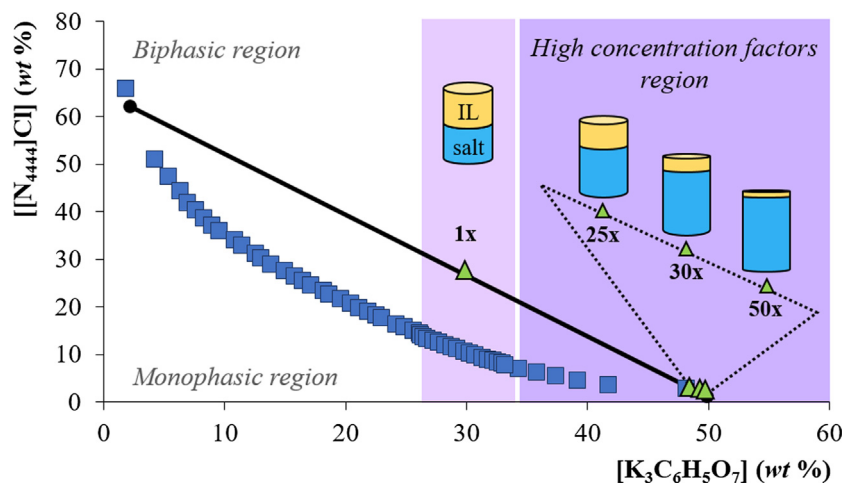 [[N4444]Cl] (wt %)
80
70
60
50
40
30
20
10
0
Biphasic region
High concentration factors
region
IL
salt
1x
25x
30x
50x
Monophasic region
0 10 20 30 40 50 60
[K3C6H5O7] (wt %)